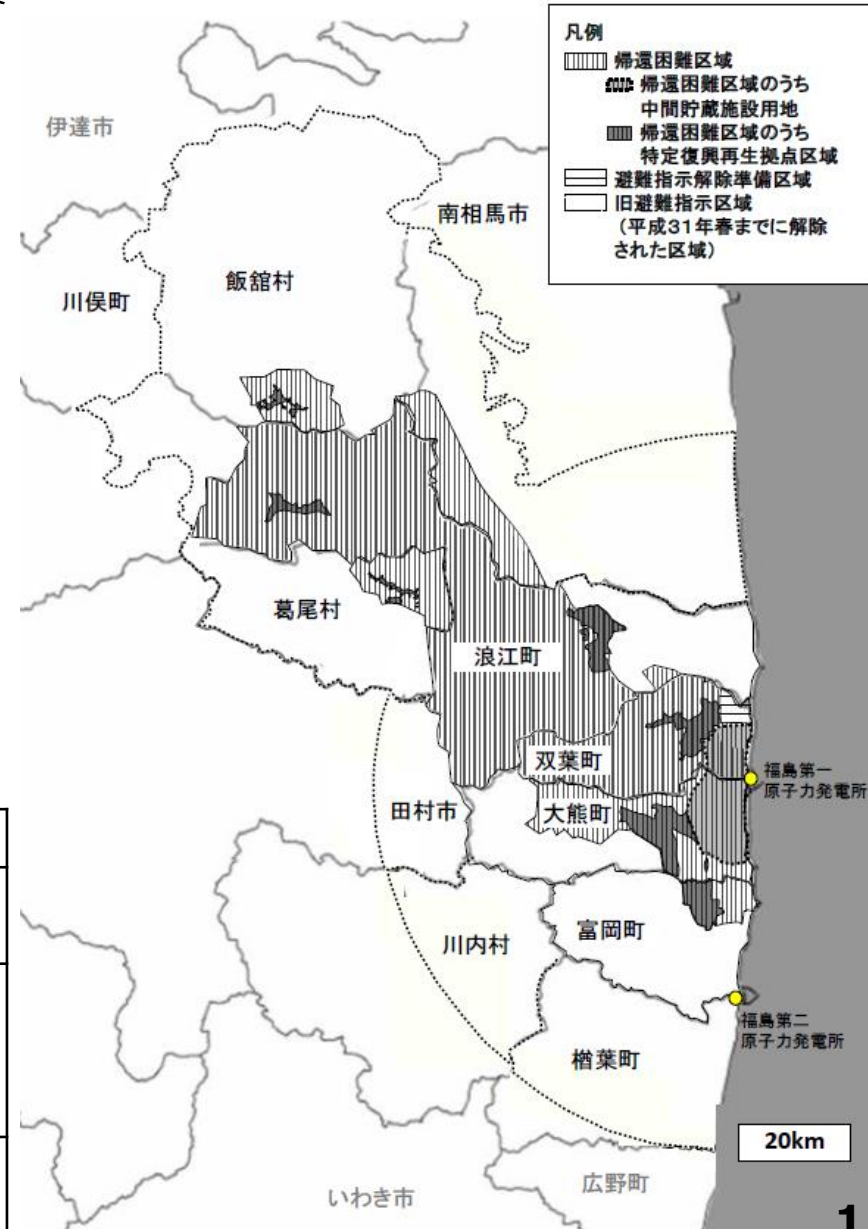 凡例
帰還困難区域
帰還困難区域のうち
中間貯蔵施設用地
帰還困難区域のうち
特定復興再生拠点区域
避難指示解除準備区域
旧避難指示区域
(平成31年春までに解除
された区域)
伊達市
南相馬市
飯舘村
川俣町
葛尾村
浪江町
双葉町
福島第一
原子力発電所
大熊町
田村市
富岡町
川内村
福島第二
原子力発電所
楢葉町
20km
広野町
いわき市
1